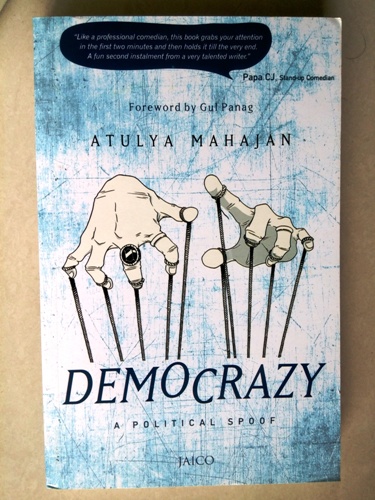 "Like a professional comedian, this book grabs your attention
in the first two minutes and then holds it till the very end.
A fun second instalment from a very talented writer."
Papa CJ, Stand-up Comedian
Foreword by Gul Panag
ATULYA MAHAJAN
DEMOCRAZY
A POLITICAL SPOOF
JAICO